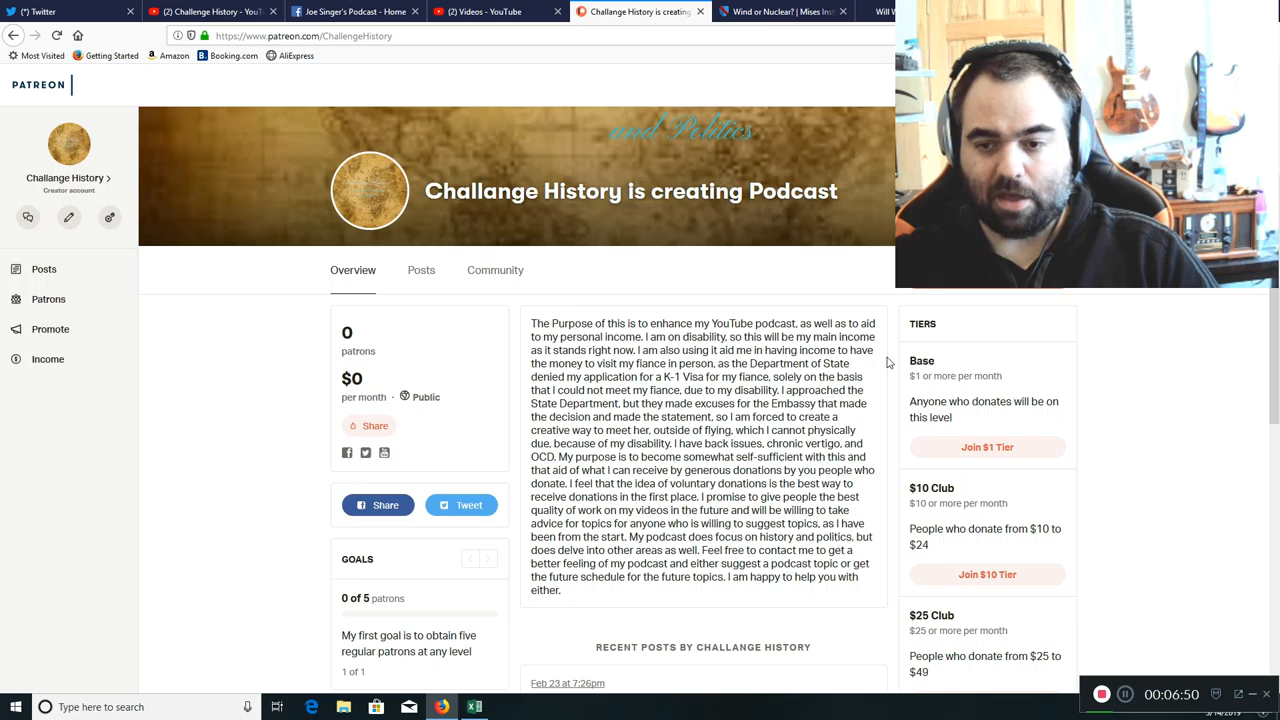 (*) Twitter
(2) Challenge History - YouT
Joe Singer's Podcast - Home
(2) Videos - YouTube
Challenge History is creating
Wind or Nuclear? | Mises Inst
Will W
https://www.patreon.com/ChallengeHistory
Most Visited
Getting Started
Amazon
Booking.com
AliExpress
PATREON
and Politics
Challange History is creating Podcast
Challange History
Creator account
Posts
Patrons
Promote
Income
Overview
Posts
Community
0
patrons
$0
per month · Public
Share
Share
Tweet
GOALS
0 of 5 patrons
My first goal is to obtain five
regular patrons at any level
1 of 1
The Purpose of this is to enhance my YouTube podcast, as well as to aid
to my personal income. I am on disability, so this will be my main income
as it stands right now. I am also using it aid me in having income to have
the money to visit my fiance in person, as the Department of State
denied my application for a K-1 Visa for my fiance, solely on the basis
that I could not meet my fiance, due to my disability. I approached the
State Department, but they made excuses for the Embassy that made
the decision and made the statement, so I am forced to create a
creative way to meet her, outside of flying, which I cannot physically
due, because of my disability. I have back issues, chronic vertigo, and
OCD. My purpose is to become somewhat self-sufficient with this and
that aid of what I can receive by generous donations by you people who
donate. I feel that the idea of voluntary donations is the best way to
receive donations in the first place. I promise to give people the best
quality of work on my videos in the future and will be willing to take
advice for topics for anyone who is willing to suggest topics, as I have
been from the start. My podcast does focus on history and politics, but
does delve into other areas as well. Feel free to contact me to get a
better feeling of my podcast and either suggest a podcast topic or get
the future schedule for the future topics. I am happy to help you with
either.
RECENT POSTS BY CHALLANGE HISTORY
Feb 23 at 7:26pm
TIERS
Base
$1 or more per month
Anyone who donates will be on
this level
Join $1 Tier
$10 Club
$10 or more per month
People who donate from $10 to
$24
Join $10 Tier
$25 Club
$25 or more per month
People who donate from $25 to
$49
Type here to search
00:06:50